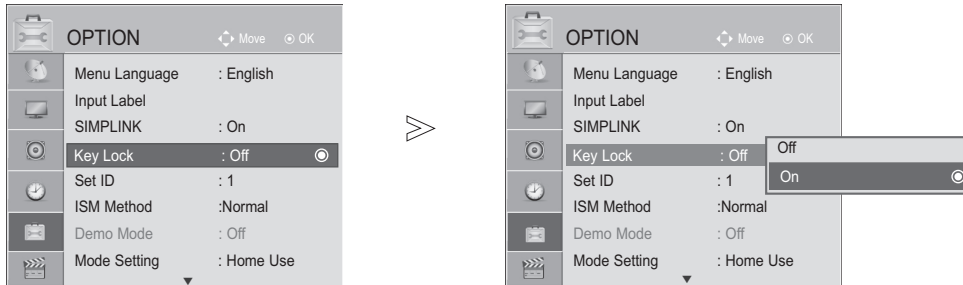 OPTION Move OK
Menu Language : English
Input Label
SIMPLINK : On
Key Lock : Off
Set ID : 1
ISM Method :Normal
Demo Mode : Off
Mode Setting : Home Use
OPTION Move OK
Menu Language : English
Input Label
SIMPLINK : On
Key Lock : Off
Set ID : 1
ISM Method :Normal
Demo Mode : Off
Mode Setting : Home Use
Off
On